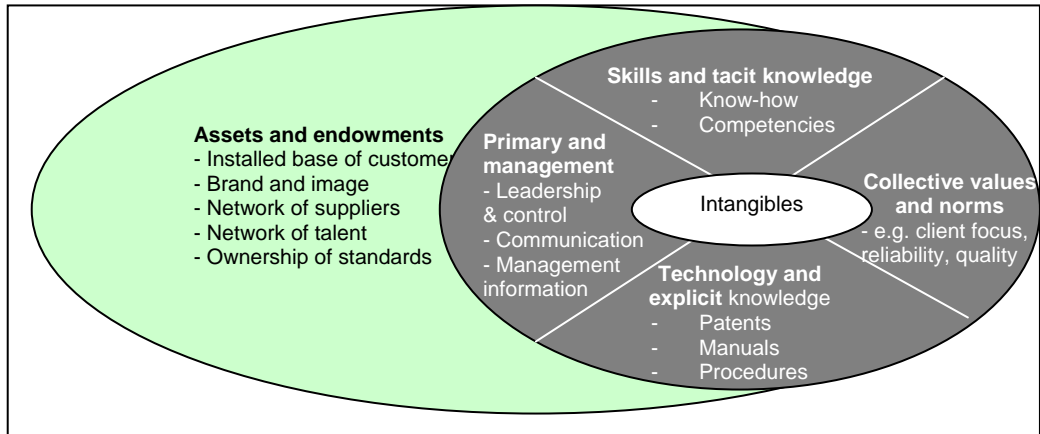 Assets and endowments
- Installed base of customer
- Brand and image
- Network of suppliers
- Network of talent
- Ownership of standards
Primary and
management
- Leadership
& control
- Communication
- Management
information
Skills and tacit knowledge
- Know-how
- Competencies
Intangibles
Collective values
and norms
- e.g. client focus,
reliability, quality
Technology and
explicit knowledge
- Patents
- Manuals
- Procedures